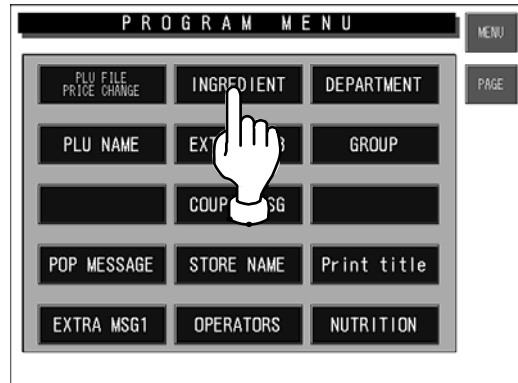 PROGRAM MENU
MENU
PLU FILE
PRICE CHANGE
INGREDIENT
DEPARTMENT
PAGE
PLU NAME
GROUP
POP MESSAGE
STORE NAME
Print title
EXTRA MSG1
OPERATORS
NUTRITION